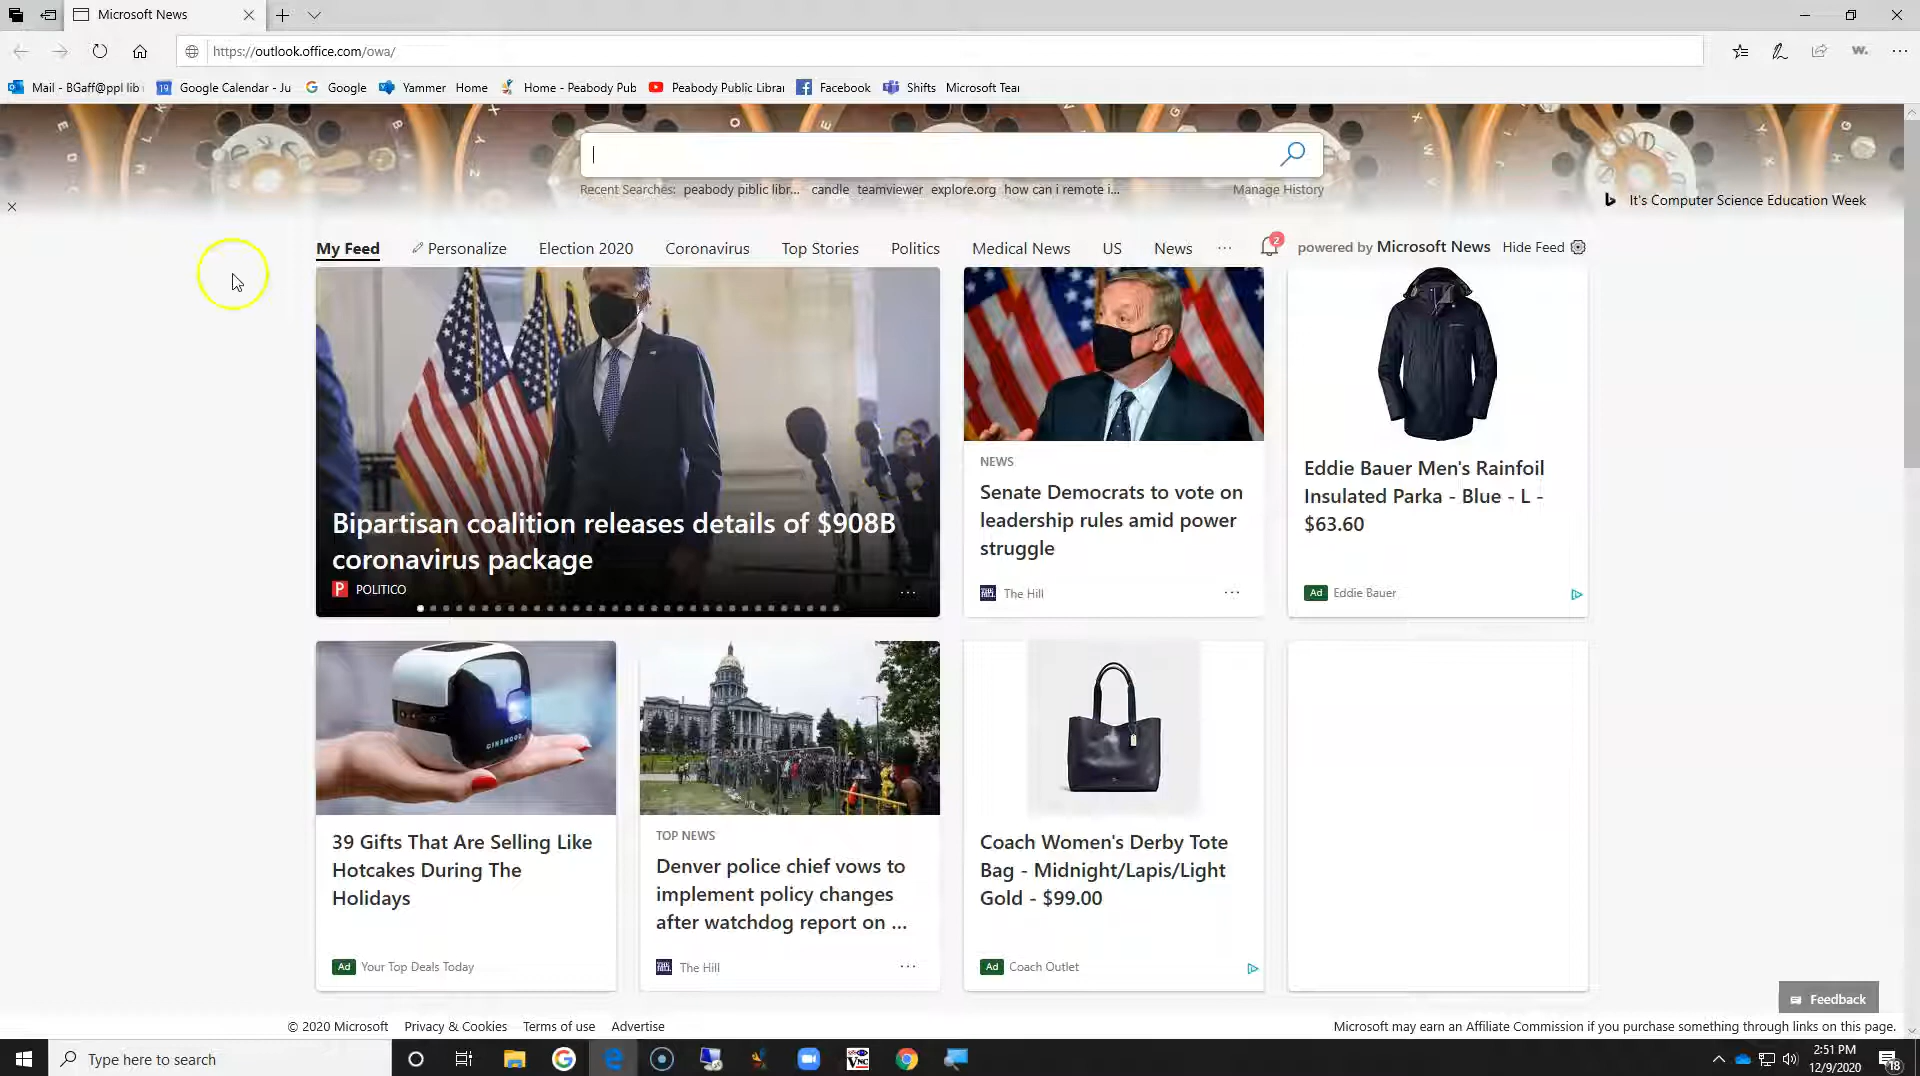 Microsoft News
https://outlook.office.com/owa/
Mail - BGaff@ppl lib
Google Calendar - Ju
Google
Yammer
Home
Home - Peabody Pub
Peabody Public Librar
Facebook
Shifts
Microsoft Tear
Recent Searches: peabody piblic libr... candle teamviewer explore.org how can i remote i... Manage History
It's Computer Science Education Week
My Feed Personalize Election 2020 Coronavirus Top Stories Politics Medical News US News ... 2 powered by Microsoft News Hide Feed
Bipartisan coalition releases details of $908B
coronavirus package
POLITICO
NEWS
Senate Democrats to vote on
leadership rules amid power
struggle
The Hill
Eddie Bauer Men's Rainfoil
Insulated Parka - Blue - L -
$63.60
Ad Eddie Bauer
CINEMOOD
39 Gifts That Are Selling Like
Hotcakes During The
Holidays
Ad Your Top Deals Today
TOP NEWS
Denver police chief vows to
implement policy changes
after watchdog report on ...
The Hill
Coach Women's Derby Tote
Bag - Midnight/Lapis/Light
Gold - $99.00
Ad Coach Outlet
Feedback
© 2020 Microsoft Privacy & Cookies Terms of use Advertise
Microsoft may earn an Affiliate Commission if you purchase something through links on this page.
Type here to search
2:51 PM
12/9/2020
18